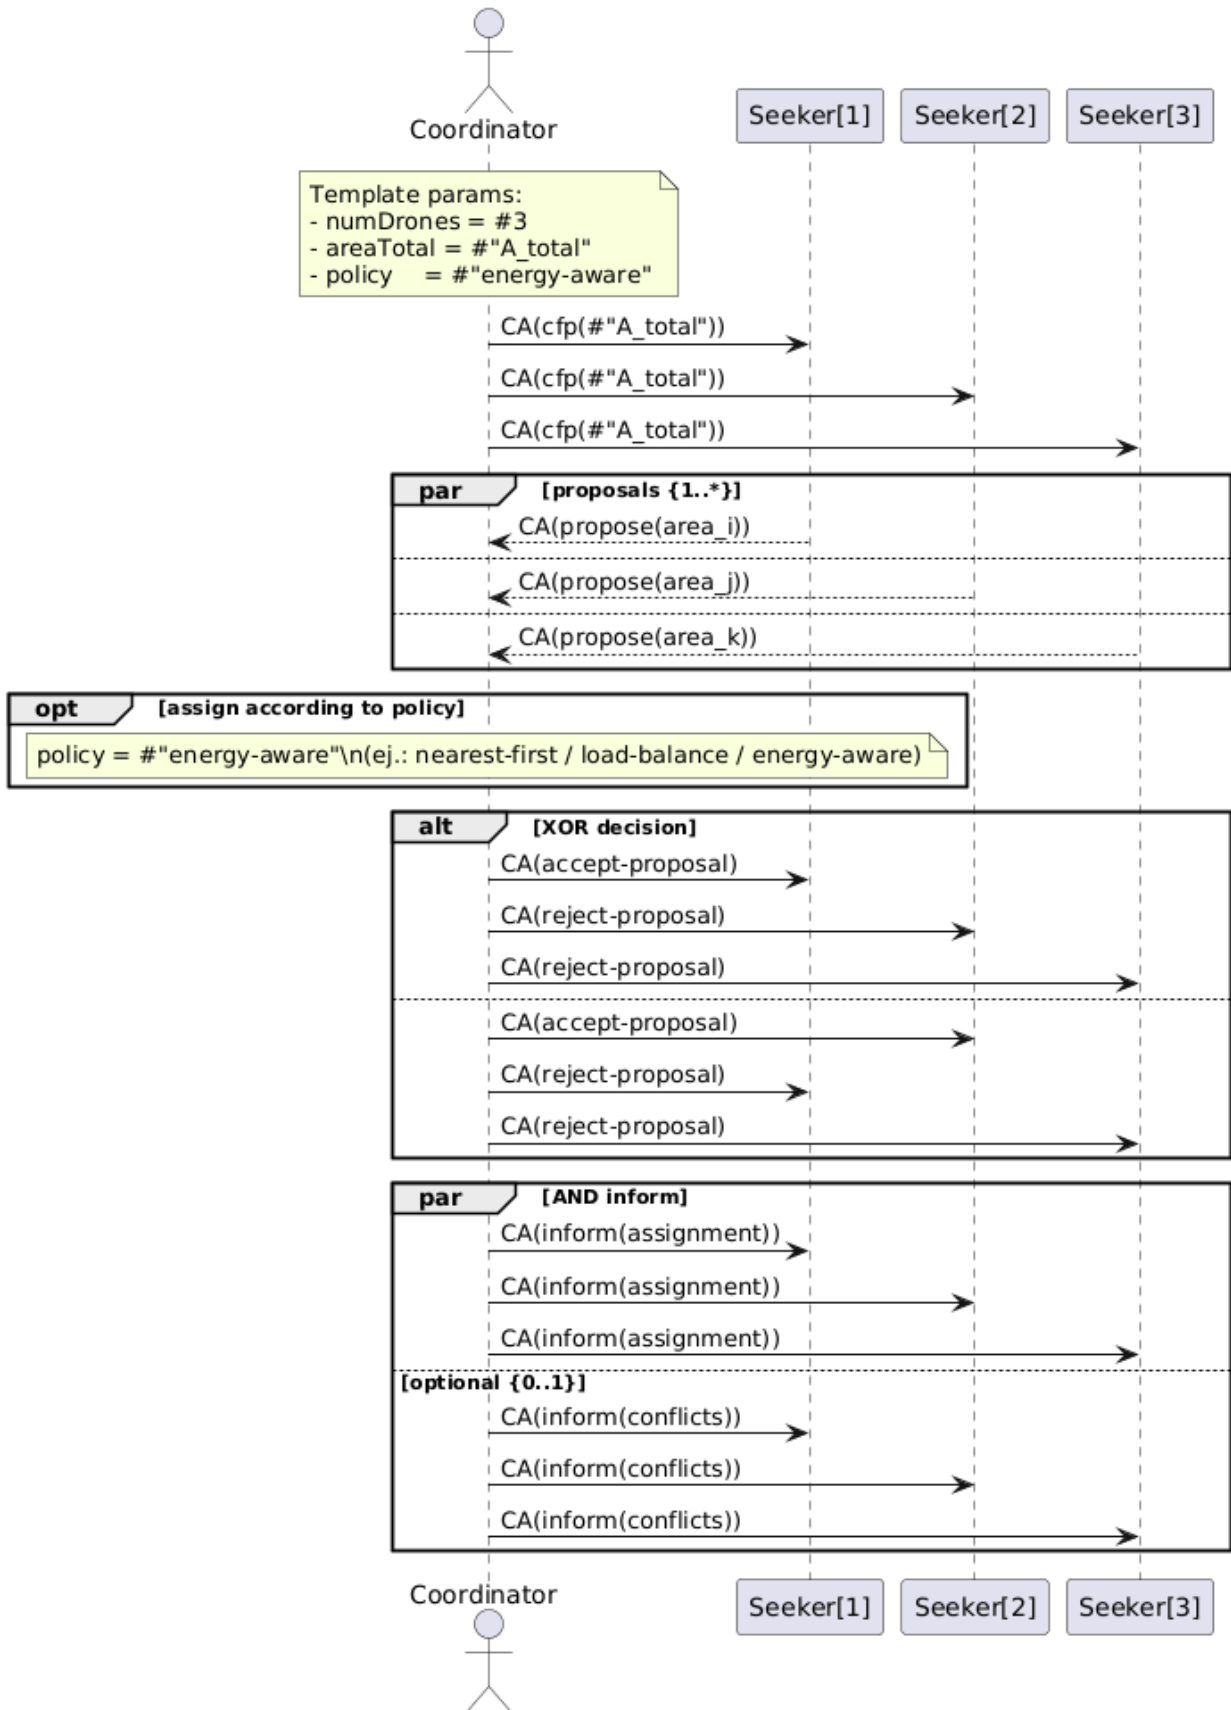 Coordinator
Seeker[1]
Seeker[2]
Seeker[3]
Template params:
- numDrones = #3
- areaTotal = #"A_total"
- policy    = #"energy-aware"
CA(cfp(#"A_total"))
CA(cfp(#"A_total"))
CA(cfp(#"A_total"))
par [proposals {1..*}]
CA(propose(area_i))
CA(propose(area_j))
CA(propose(area_k))
opt [assign according to policy]
policy = #"energy-aware"\n(ej.: nearest-first / load-balance / energy-aware)
alt [XOR decision]
CA(accept-proposal)
CA(reject-proposal)
CA(reject-proposal)
CA(accept-proposal)
CA(reject-proposal)
CA(reject-proposal)
par [AND inform]
CA(inform(assignment))
CA(inform(assignment))
CA(inform(assignment))
[optional {0..1}]
CA(inform(conflicts))
CA(inform(conflicts))
CA(inform(conflicts))
Coordinator
Seeker[1]
Seeker[2]
Seeker[3]